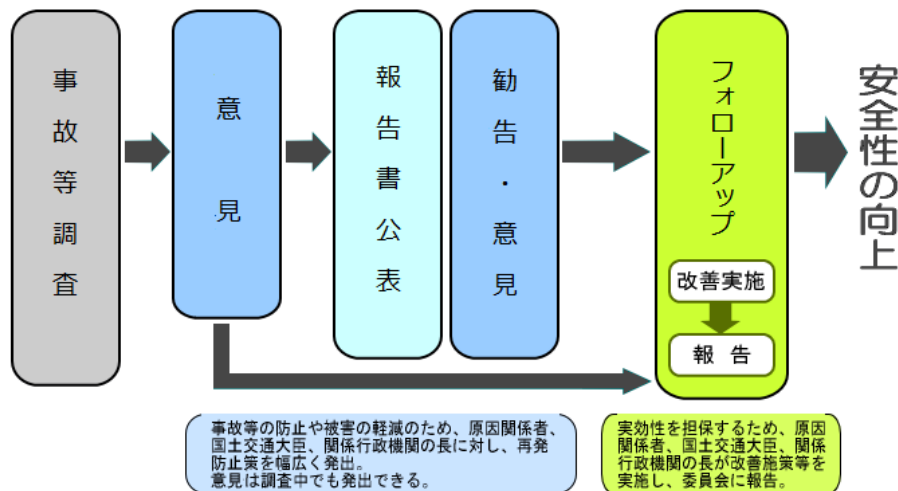 事故等調査
意見
報告書公表
勧告・意見
フォローアップ
改善実施
報 告
安全性の向上
事故等の防止や被害の軽減のため、原因関係者、
国土交通大臣、関係行政機関の長に対し、再発
防止策を幅広く発出。
意見は調査中でも発出できる。
実効性を担保するため、原因
関係者、国土交通大臣、関係
行政機関の長が改善施策等を
実施し、委員会に報告。